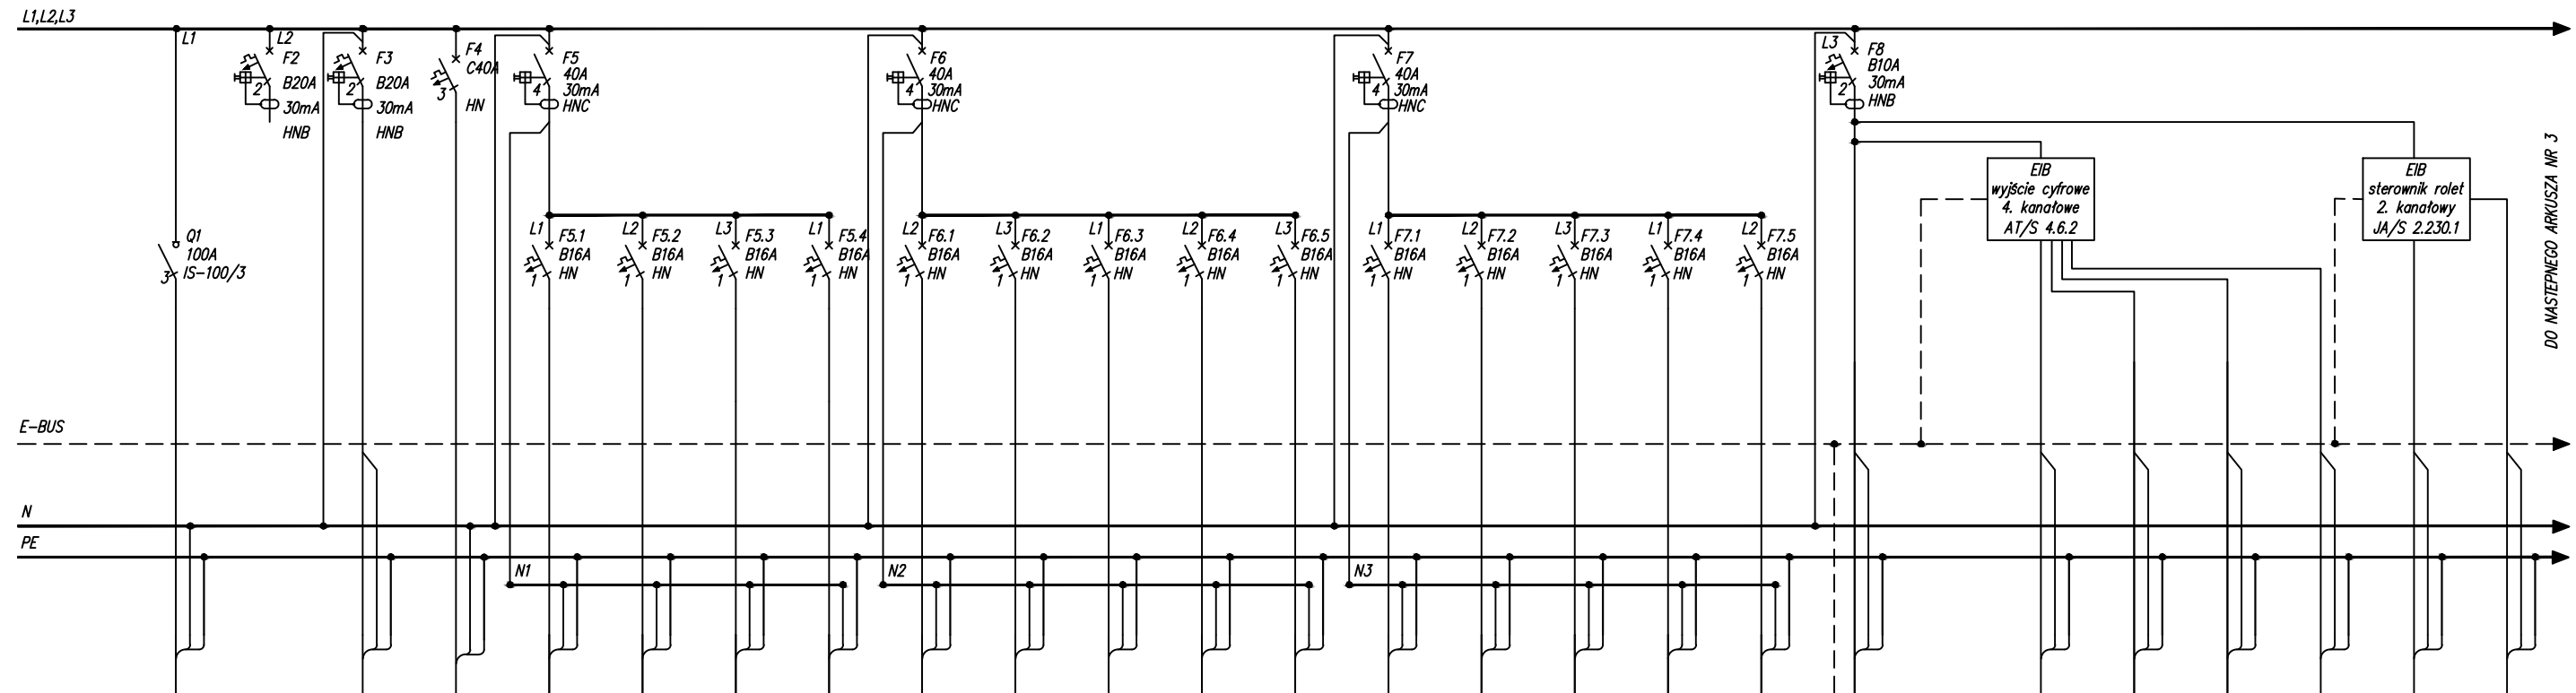 L1,L2,L3
L1
L2
F2
B20A
2
30mA
HNB
F3
B20A
2
30mA
HNB
F4
C40A
3
HN
F5
40A
30mA
4
HNC
F6
40A
30mA
4
HNC
F7
40A
30mA
4
HNC
L3
F8
B10A
30mA
2
HNB
EIB
wyjście cyfrowe
4. kanałowe
AT/S 4.6.2
EIB
sterownik rolet
2. kanałowy
JA/S 2.230.1
DO NASTEPNEGO ARKUSZA NR 3
Q1
100A
IS-100/3
3
L1
F5.1
B16A
HN
1
L2
F5.2
B16A
HN
1
L3
F5.3
B16A
HN
1
L1
F5.4
B16A
HN
1
L2
F6.1
B16A
HN
1
L3
F6.2
B16A
HN
1
L1
F6.3
B16A
HN
1
L2
F6.4
B16A
HN
1
L3
F6.5
B16A
HN
1
L1
F7.1
B16A
HN
1
L2
F7.2
B16A
HN
1
L3
F7.3
B16A
HN
1
L1
F7.4
B16A
HN
1
L2
F7.5
B16A
HN
1
E-BUS
N
PE
N1
N2
N3